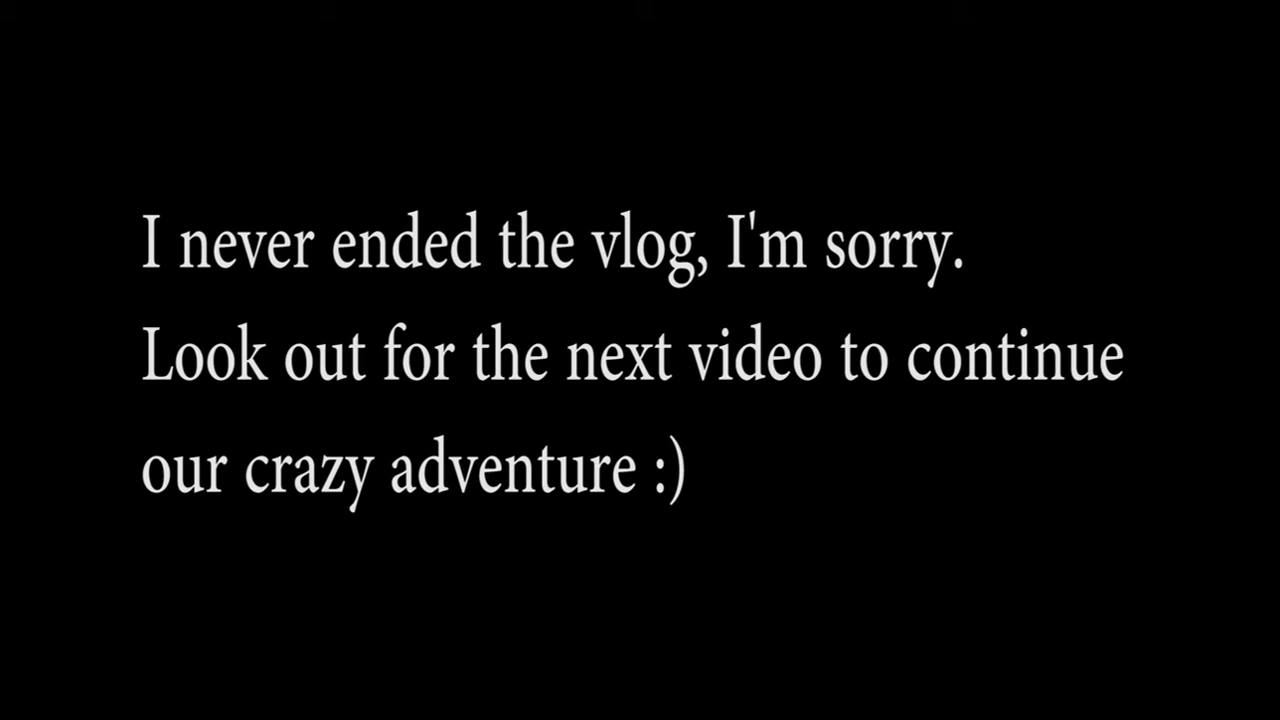 I never ended the vlog, I'm sorry.
Look out for the next video to continue
our crazy adventure :)